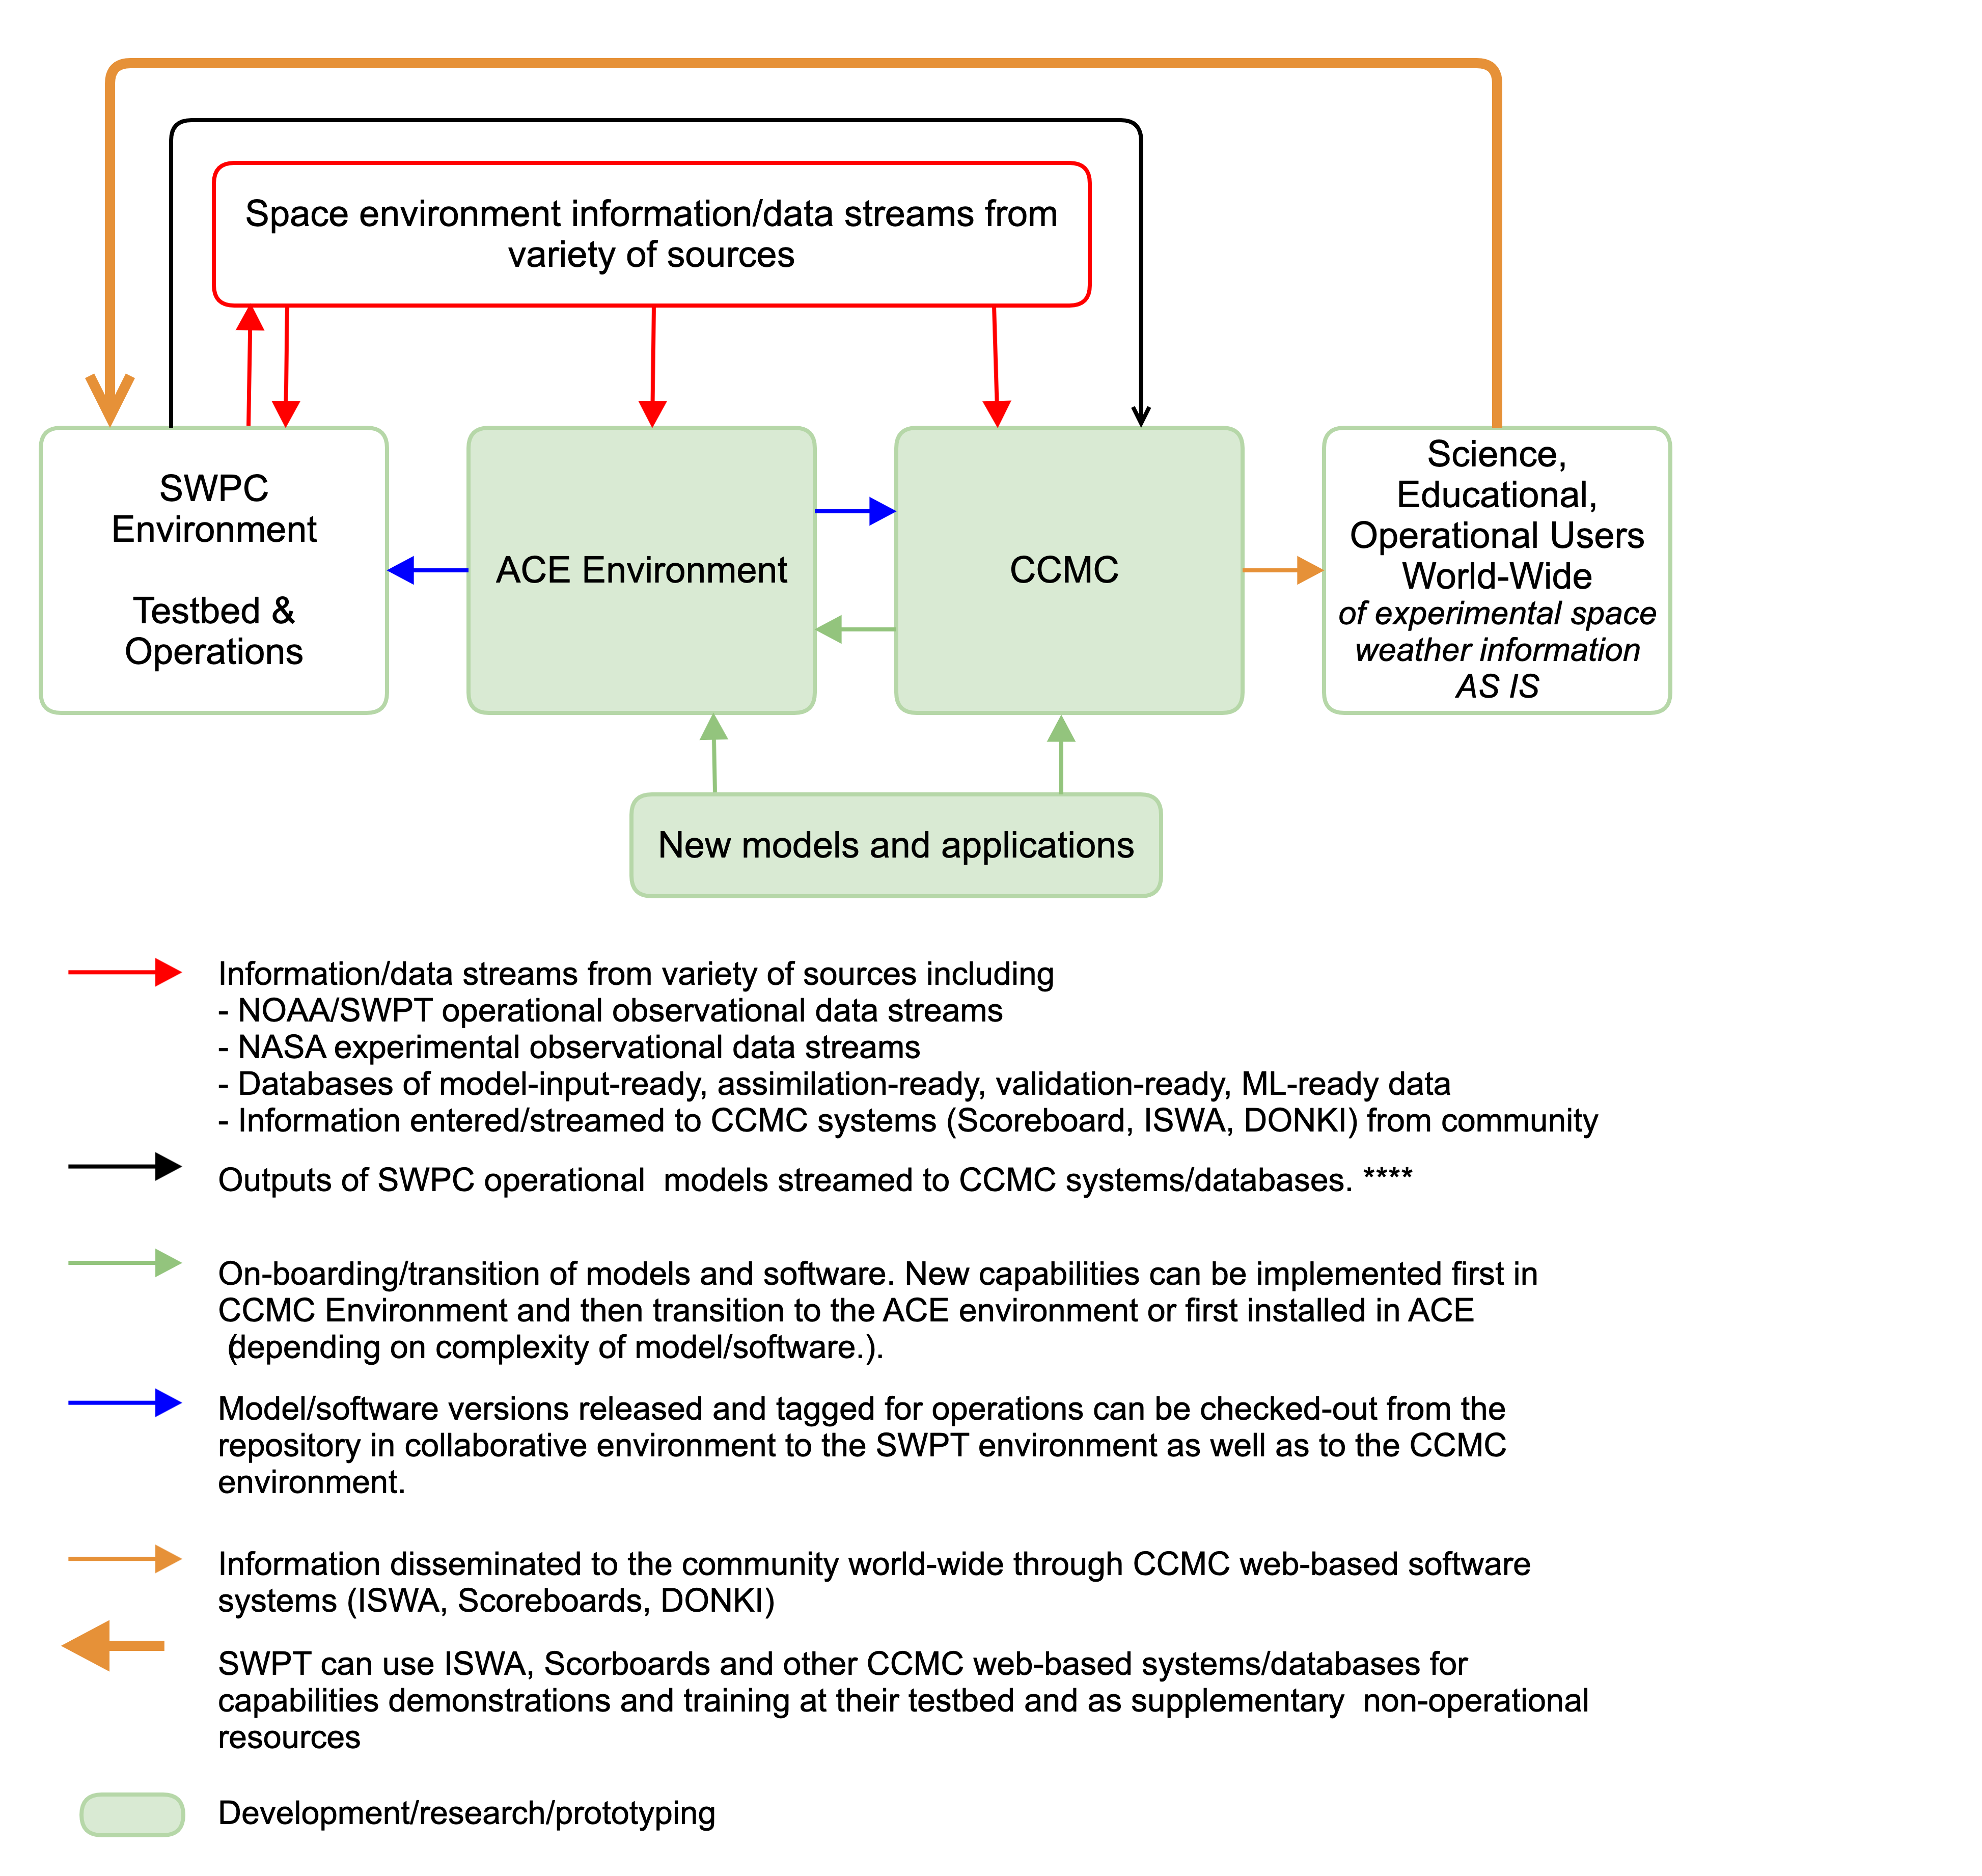 Space environment information/data streams from
variety of sources
SWPC
Environment
Testbed &
Operations
ACE Environment
CCMC
Science,
Educational,
Operational Users
World-Wide
of experimental space
weather information
AS IS
New models and applications
Information/data streams from variety of sources including
- NOAA/SWPT operational observational data streams
- NASA experimental observational data streams
- Databases of model-input-ready, assimilation-ready, validation-ready, ML-ready data
- Information entered/streamed to CCMC systems (Scoreboard, ISWA, DONKI) from community
Outputs of SWPC operational  models streamed to CCMC systems/databases. ****
On-boarding/transition of models and software. New capabilities can be implemented first in
CCMC Environment and then transition to the ACE environment or first installed in ACE
(depending on complexity of model/software.).
Model/software versions released and tagged for operations can be checked-out from the
repository in collaborative environment to the SWPT environment as well as to the CCMC
environment.
Information disseminated to the community world-wide through CCMC web-based software
systems (ISWA, Scoreboards, DONKI)
SWPT can use ISWA, Scorboards and other CCMC web-based systems/databases for
capabilities demonstrations and training at their testbed and as supplementary  non-operational
resources
Development/research/prototyping